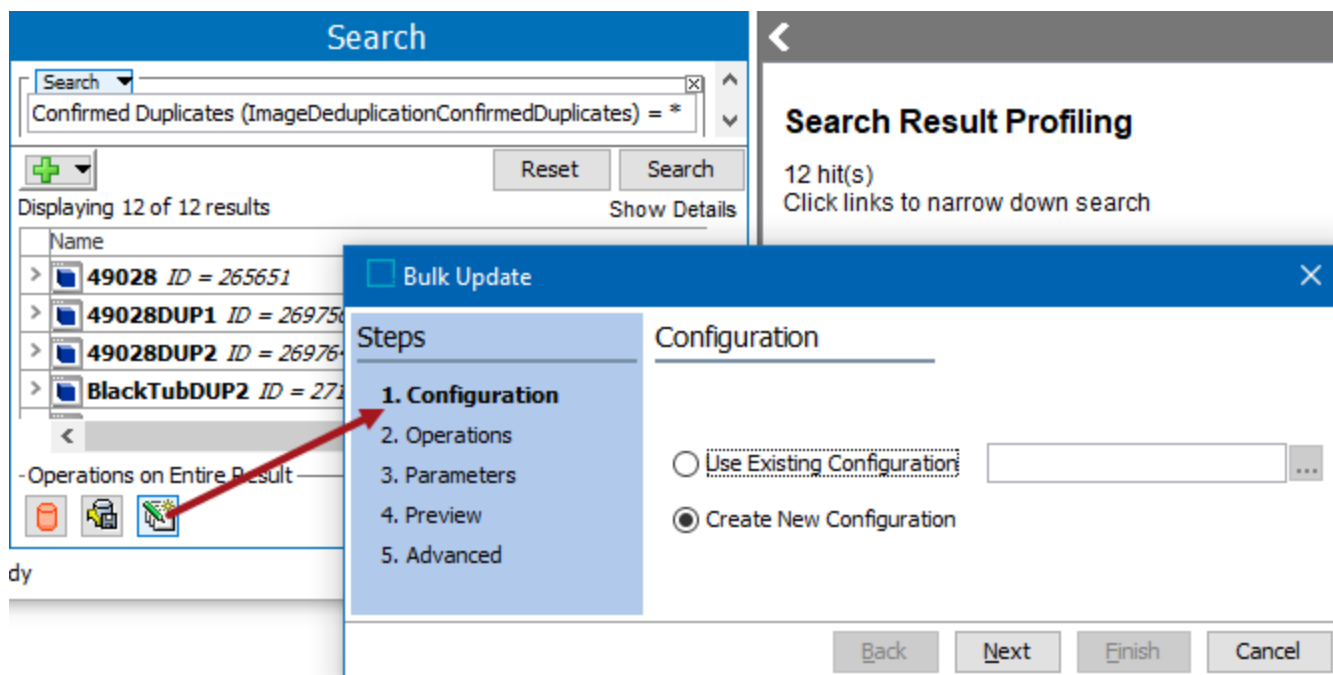 Search
Search
Confirmed Duplicates (ImageDeduplicationConfirmedDuplicates) = *
Reset
Search
Displaying 12 of 12 results
Show Details
Name
49028 ID = 265651
49028DUP1 ID = 269756
49028DUP2 ID = 26976
BlackTubDUP2 ID = 271
Operations on Entire Result
dy
Search Result Profiling
12 hit(s)
Click links to narrow down search
Bulk Update
Steps
1. Configuration
2. Operations
3. Parameters
4. Preview
5. Advanced
Configuration
Use Existing Configuration
...
Create New Configuration
Back
Next
Finish
Cancel